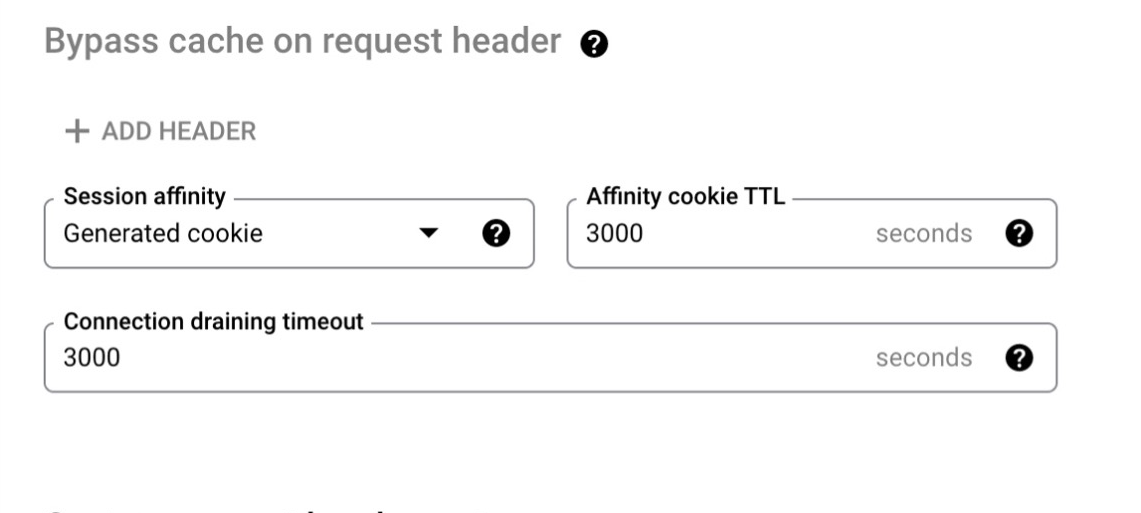 Bypass cache on request header ?
+ ADD HEADER
Session affinity
Generated cookie ?
Affinity cookie TTL
3000 seconds ?
Connection draining timeout
3000 seconds ?